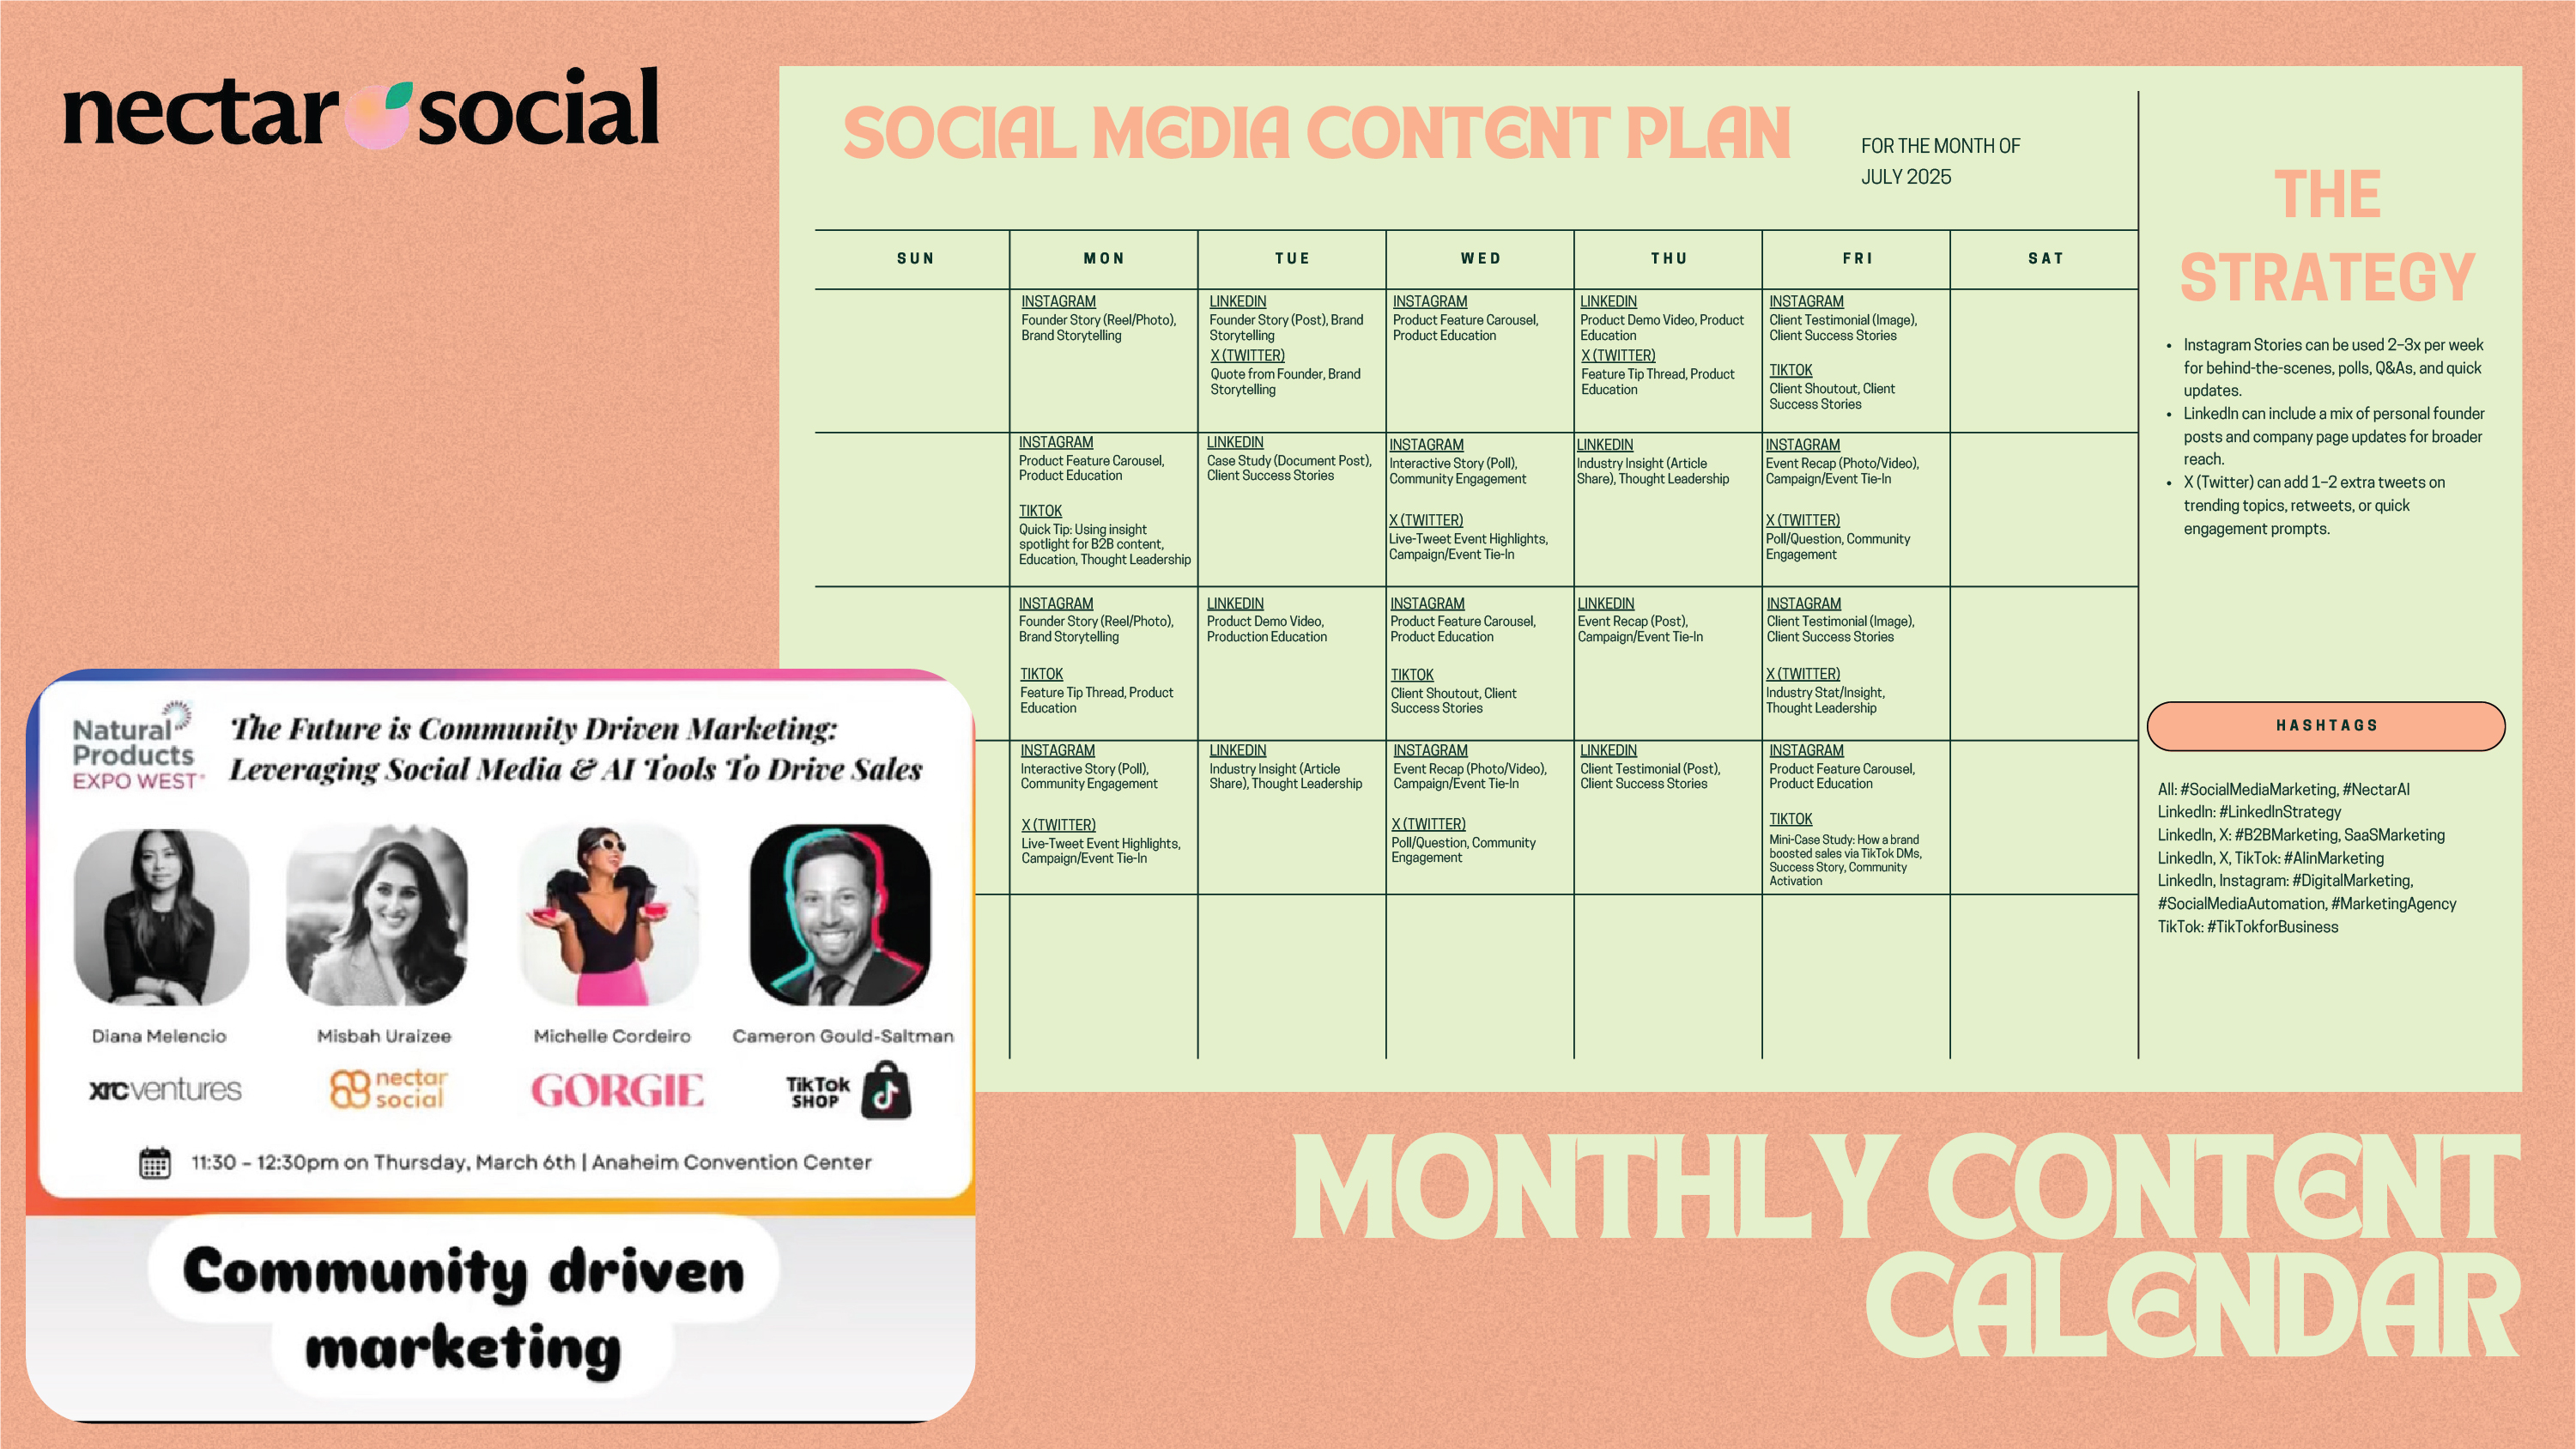 nectar social
SOCIAL MEDIA CONTENT PLAN
FOR THE MONTH OF
JULY 2025
SUN
MON
TUE
WED
THU
FRI
SAT
INSTAGRAM
Founder Story (Reel/Photo),
Brand Storytelling
LINKEDIN
Founder Story (Post), Brand
Storytelling
X (TWITTER)
Quote from Founder, Brand
Storytelling
INSTAGRAM
Product Feature Carousel,
Product Education
LINKEDIN
Product Demo Video, Product
Education
X (TWITTER)
Feature Tip Thread, Product
Education
INSTAGRAM
Client Testimonial (Image),
Client Success Stories
TIKTOK
Client Shoutout, Client
Success Stories
INSTAGRAM
Product Feature Carousel,
Product Education
TIKTOK
Quick Tip: Using insight
spotlight for B2B content,
Education, Thought Leadership
LINKEDIN
Case Study (Document Post),
Client Success Stories
INSTAGRAM
Interactive Story (Poll),
Community Engagement
X (TWITTER)
Live-Tweet Event Highlights,
Campaign/Event Tie-In
LINKEDIN
Industry Insight (Article
Share), Thought Leadership
INSTAGRAM
Event Recap (Photo/Video),
Campaign/Event Tie-In
X (TWITTER)
Poll/Question, Community
Engagement
INSTAGRAM
Founder Story (Reel/Photo),
Brand Storytelling
TIKTOK
Feature Tip Thread, Product
Education
LINKEDIN
Product Demo Video,
Production Education
INSTAGRAM
Product Feature Carousel,
Product Education
TIKTOK
Client Shoutout, Client
Success Stories
LINKEDIN
Event Recap (Post),
Campaign/Event Tie-In
INSTAGRAM
Client Testimonial (Image),
Client Success Stories
X (TWITTER)
Industry Stat/Insight,
Thought Leadership
INSTAGRAM
Interactive Story (Poll),
Community Engagement
X (TWITTER)
Live-Tweet Event Highlights,
Campaign/Event Tie-In
LINKEDIN
Industry Insight (Article
Share), Thought Leadership
INSTAGRAM
Event Recap (Photo/Video),
Campaign/Event Tie-In
X (TWITTER)
Poll/Question, Community
Engagement
LINKEDIN
Client Testimonial (Post),
Client Success Stories
INSTAGRAM
Product Feature Carousel,
Product Education
TIKTOK
Mini-Case Study: How a brand
boosted sales via TikTok DMs,
Success Story, Community
Activation
THE
STRATEGY
• Instagram Stories can be used 2–3x per week
for behind-the-scenes, polls, Q&As, and quick
updates.
• LinkedIn can include a mix of personal founder
posts and company page updates for broader
reach.
• X (Twitter) can add 1–2 extra tweets on
trending topics, retweets, or quick
engagement prompts.
HASHTAGS
All: #SocialMediaMarketing, #NectarAI
LinkedIn: #LinkedInStrategy
LinkedIn, X: #B2BMarketing, SaaSMarketing
LinkedIn, X, TikTok: #AIinMarketing
LinkedIn, Instagram: #DigitalMarketing,
#SocialMediaAutomation, #MarketingAgency
TikTok: #TikTokforBusiness
Natural
Products
EXPO WEST
The Future is Community Driven Marketing:
Leveraging Social Media & AI Tools To Drive Sales
Diana Melencio
Misbah Uraizee
Michelle Cordeiro
Cameron Gould-Saltman
xrcventures
nectar
social
GORGIE
TikTok
SHOP
11:30 - 12:30pm on Thursday, March 6th | Anaheim Convention Center
Community driven
marketing
MONTHLY CONTENT
CALENDAR